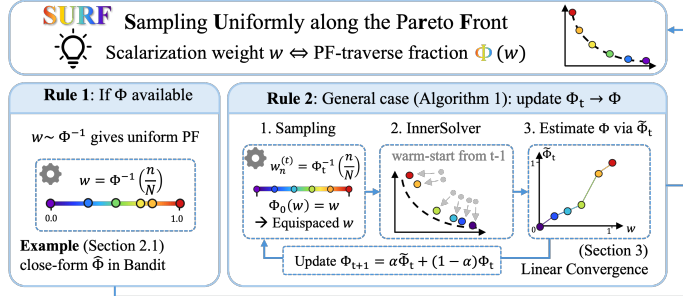 SURF Sampling Uniformly along the Pareto Front
Scalarization weight w ⇔ PF-traverse fraction Φ (w)
Rule 1: If Φ available
w~ Φ⁻¹ gives uniform PF
w = Φ⁻¹ (n/N)
0.0 1.0
Example (Section 2.1)
close-form Φ̂ in Bandit
Rule 2: General case (Algorithm 1): update Φₜ → Φ
1. Sampling
wₙ⁽ᵗ⁾ = Φₜ⁻¹ (n/N)
Φ₀(w) = w
→ Equispaced w
2. InnerSolver
warm-start from t-1
3. Estimate Φ via Φ̃ₜ
1 Φ̃ₜ
0 1 w
Update Φₜ₊₁ = αΦ̃ₜ + (1 − α)Φₜ
(Section 3)
Linear Convergence